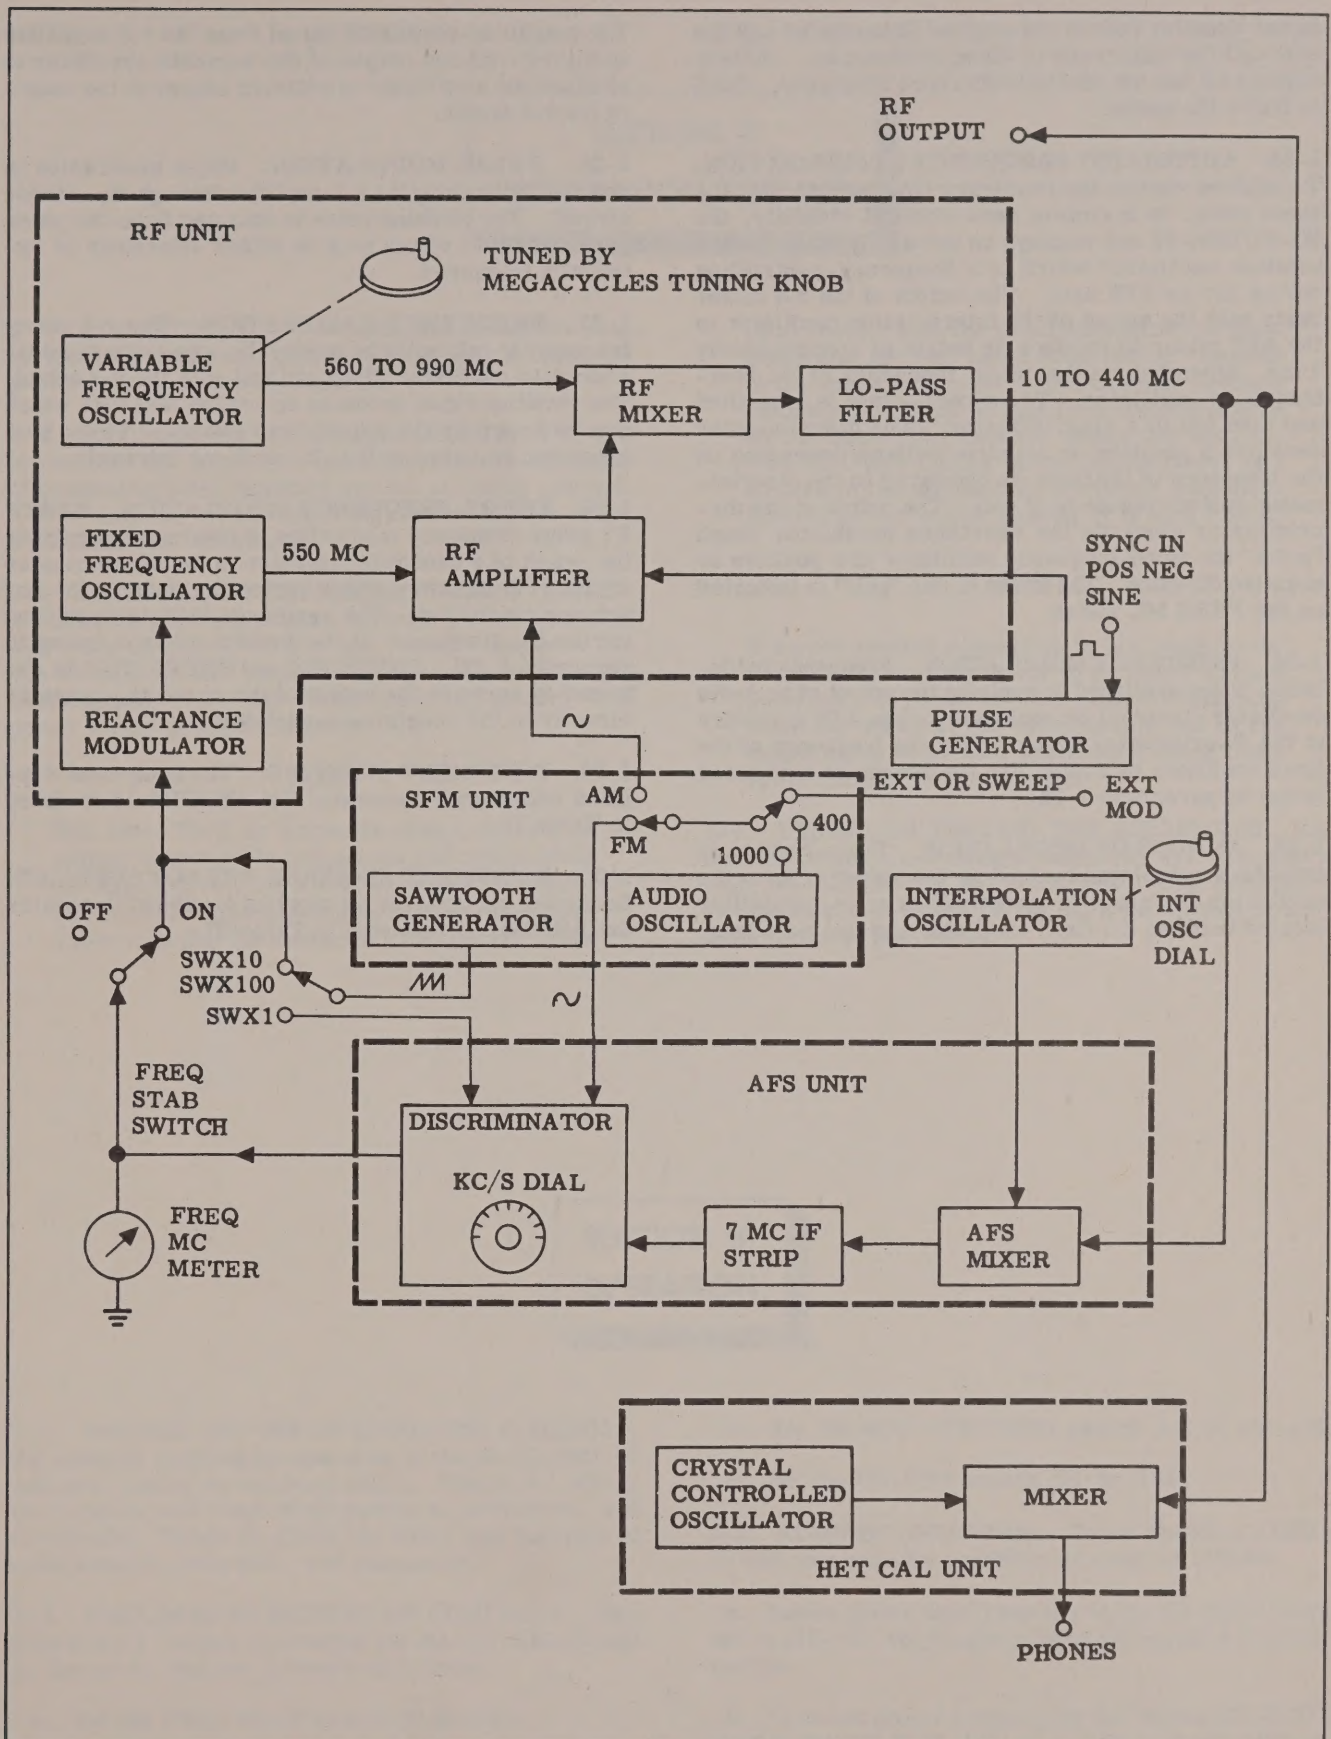 RF
OUTPUT
RF UNIT
TUNED BY
MEGACYCLES TUNING KNOB
VARIABLE
FREQUENCY
OSCILLATOR
560 TO 990 MC
RF
MIXER
LO-PASS
FILTER
10 TO 440 MC
FIXED
FREQUENCY
OSCILLATOR
550 MC
RF
AMPLIFIER
SYNC IN
POS NEG
SINE
REACTANCE
MODULATOR
PULSE
GENERATOR
SFM UNIT
AM
EXT OR SWEEP
EXT
MOD
FM
400
1000
SAWTOOTH
GENERATOR
AUDIO
OSCILLATOR
INTERPOLATION
OSCILLATOR
INT
OSC
DIAL
OFF
ON
SWX10
SWX100
SWX1
FREQ
STAB
SWITCH
AFS UNIT
DISCRIMINATOR
KC/S DIAL
7 MC IF
STRIP
AFS
MIXER
FREQ
MC
METER
CRYSTAL
CONTROLLED
OSCILLATOR
MIXER
HET CAL UNIT
PHONES